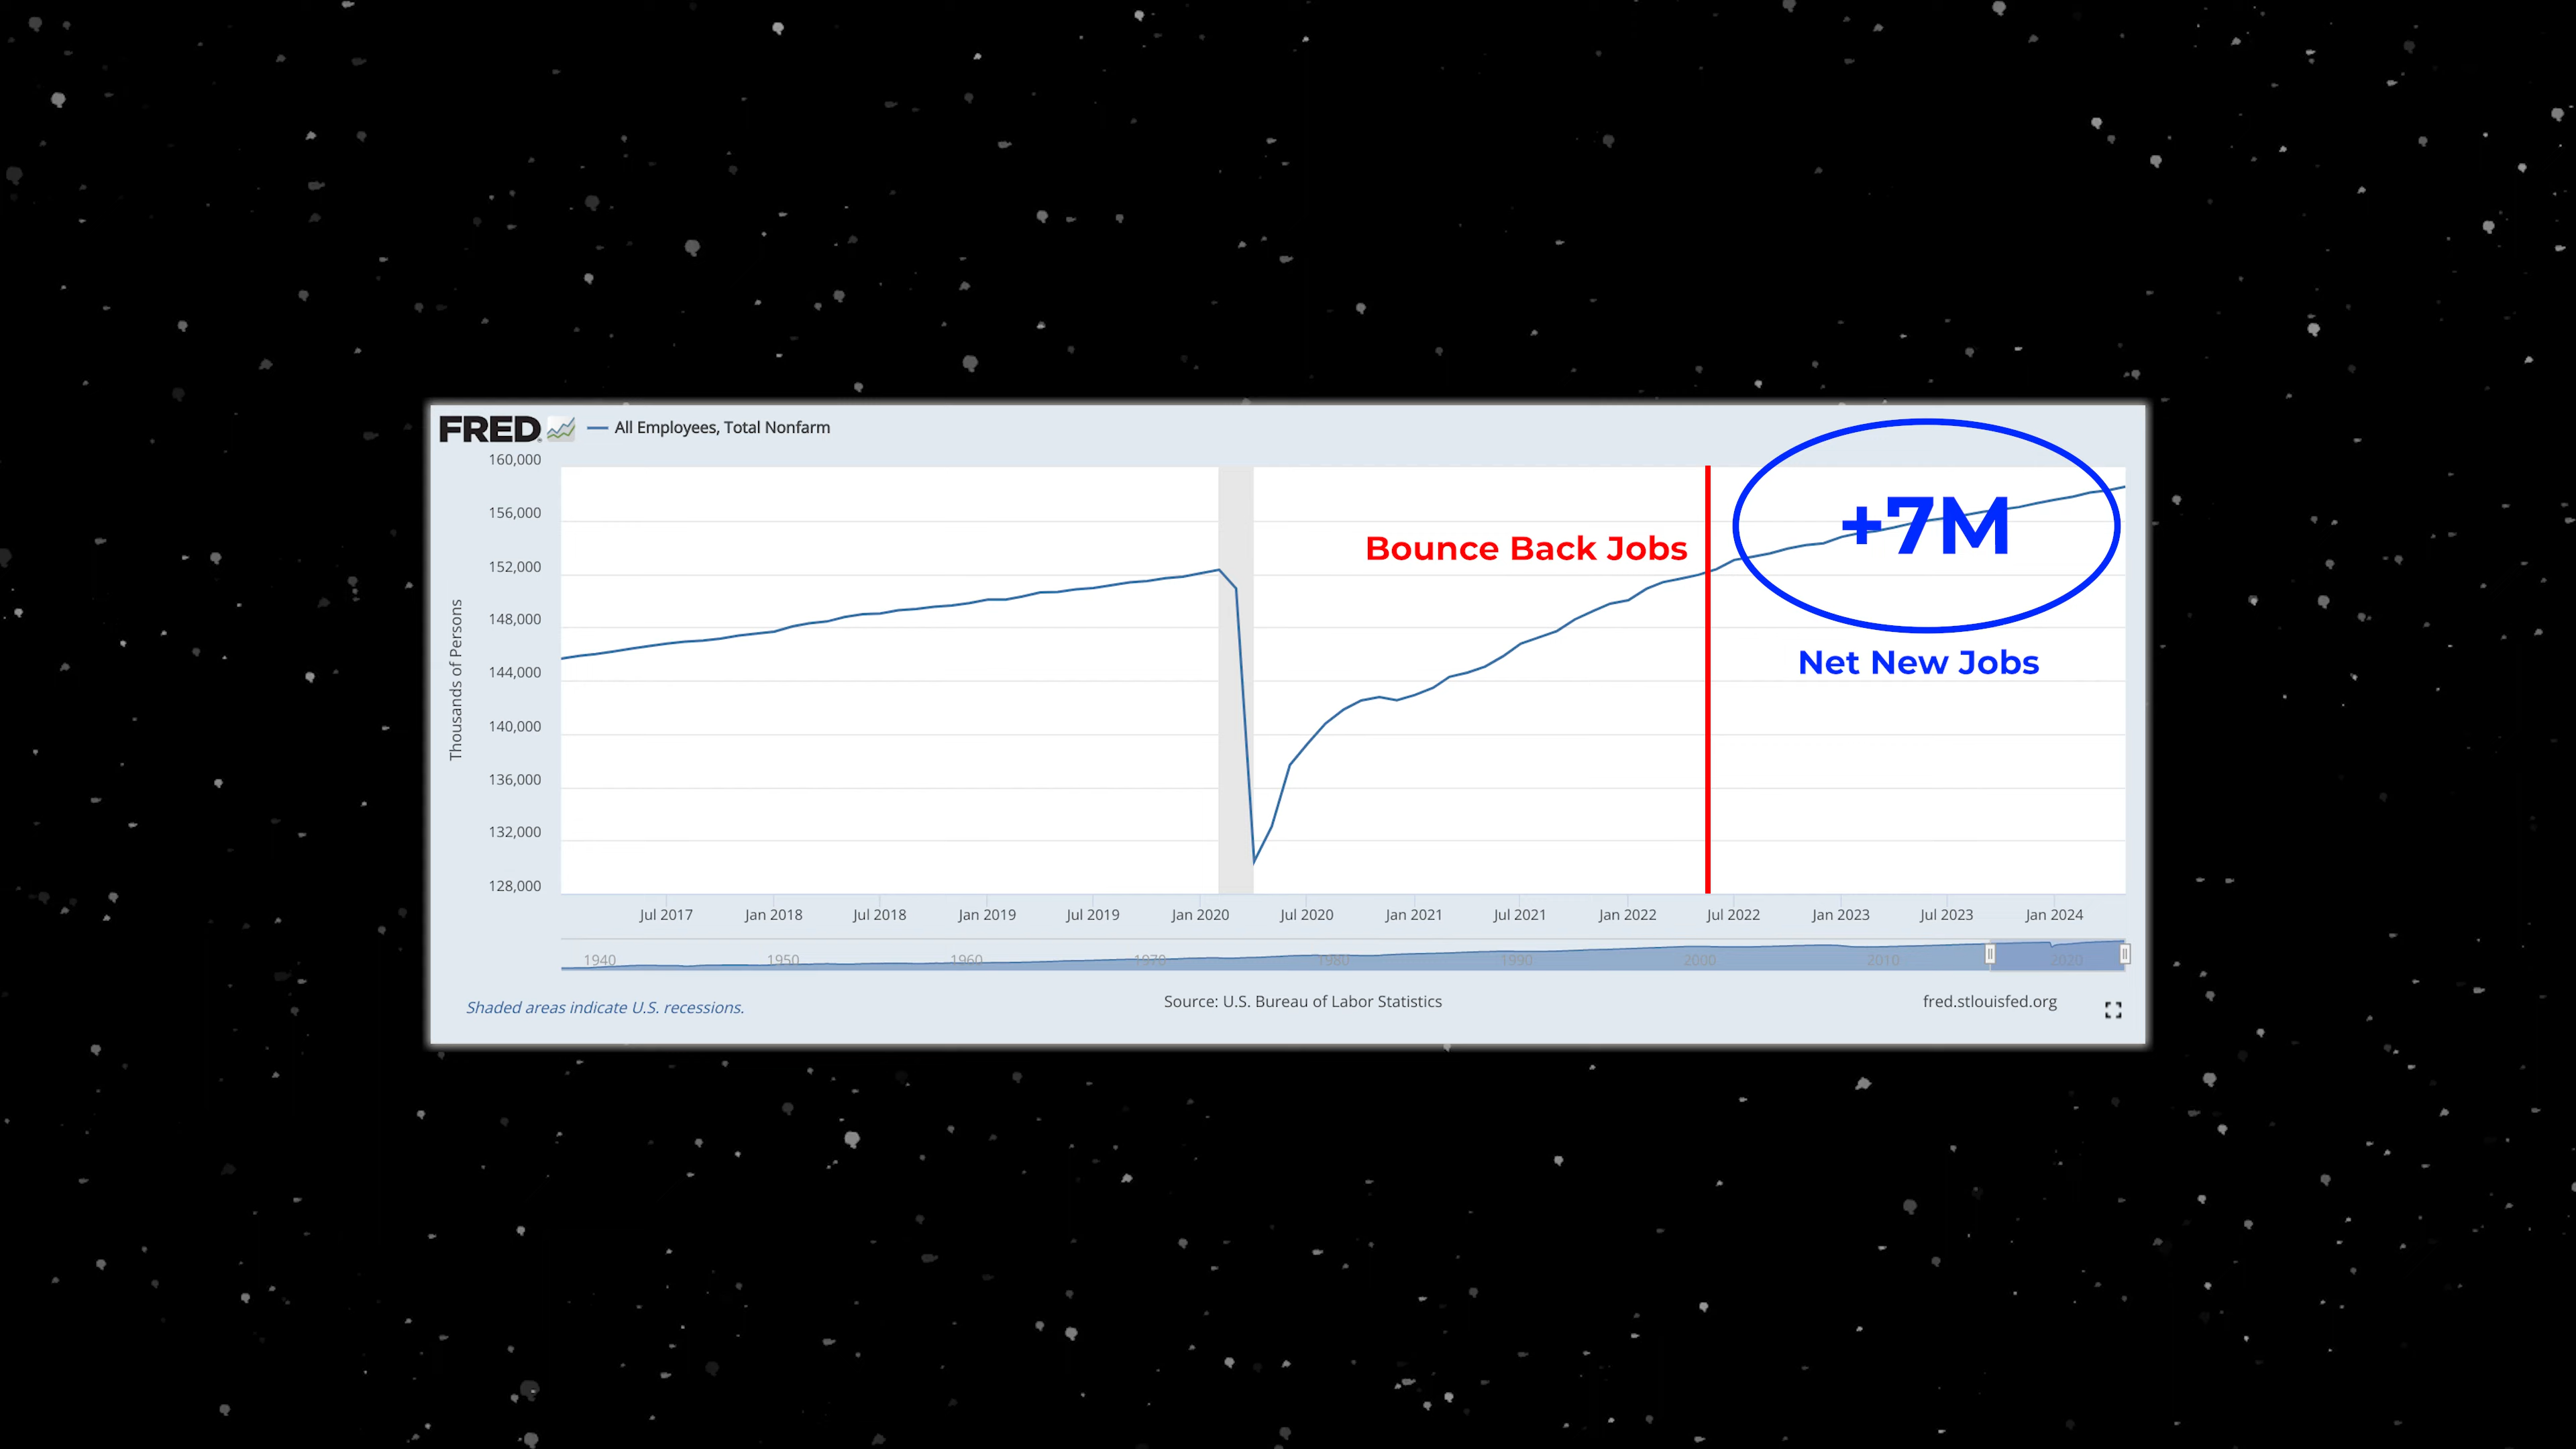 FRED
All Employees, Total Nonfarm
Thousands of Persons
160,000
156,000
152,000
148,000
144,000
140,000
136,000
132,000
128,000
Bounce Back Jobs
+7M
Net New Jobs
Jul 2017 Jan 2018 Jul 2018 Jan 2019 Jul 2019 Jan 2020 Jul 2020 Jan 2021 Jul 2021 Jan 2022 Jul 2022 Jan 2023 Jul 2023 Jan 2024
1940 1950 1960 1970 1980 1990 2000 2010 2020
Shaded areas indicate U.S. recessions.
Source: U.S. Bureau of Labor Statistics
fred.stlouisfed.org